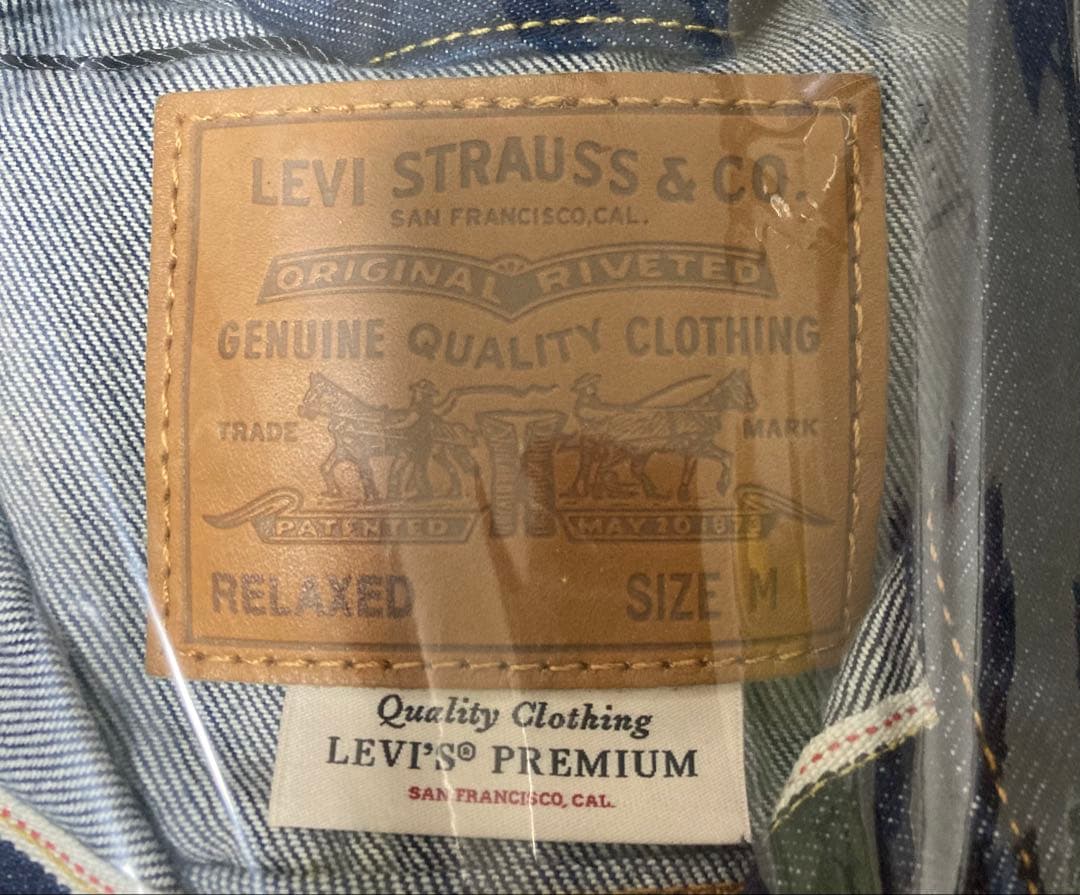 LEVI STRAUSS & CO.
SAN FRANCISCO, CAL.
ORIGINAL RIVETED
GENUINE QUALITY CLOTHING
TRADE MARK
PATENTED MAY 20 1873
RELAXED SIZE M
Quality Clothing
LEVI'S® PREMIUM
SAN FRANCISCO, CAL.